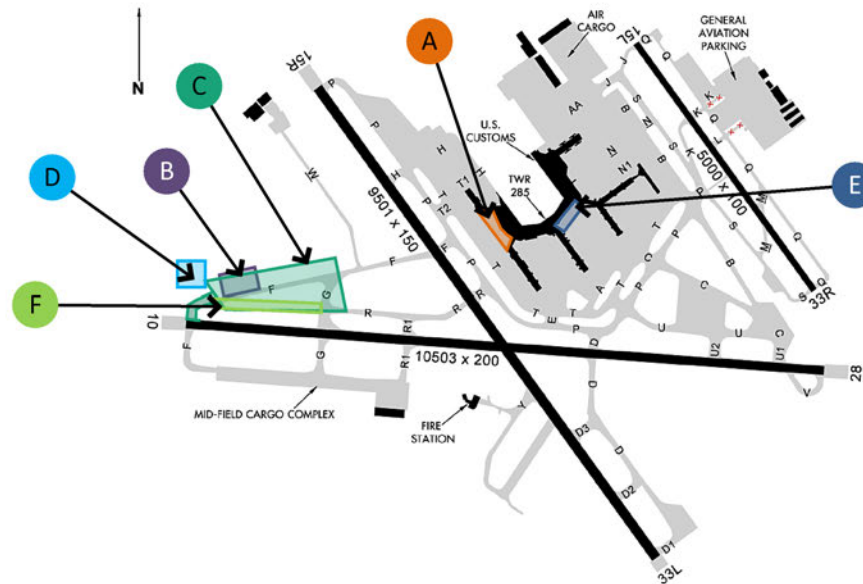 A
AIR
CARGO
GENERAL
AVIATION
PARKING
15R
15L
N
C
U.S.
CUSTOMS
TWR
285
B
D
E
F
9501 x 150
5000 x 100
10
10503 x 200
28
33R
33L
MID-FIELD CARGO COMPLEX
FIRE
STATION
P
P
H
H
H
T1
T2
T
T
P
F
P
T
W
F
F
G
R
R
R
R1
R1
G
F
T
E
T
A
T
P
C
T
P
P
D
D
D3
D
D2
D1
Y
U
C
U
U
C
U2
U1
V
B
S
S
Q
AA
N
N1
J
J
B
S
N
B
K
P
B
S
M
M
Q
Q
Q
Q
K
K
Q
L